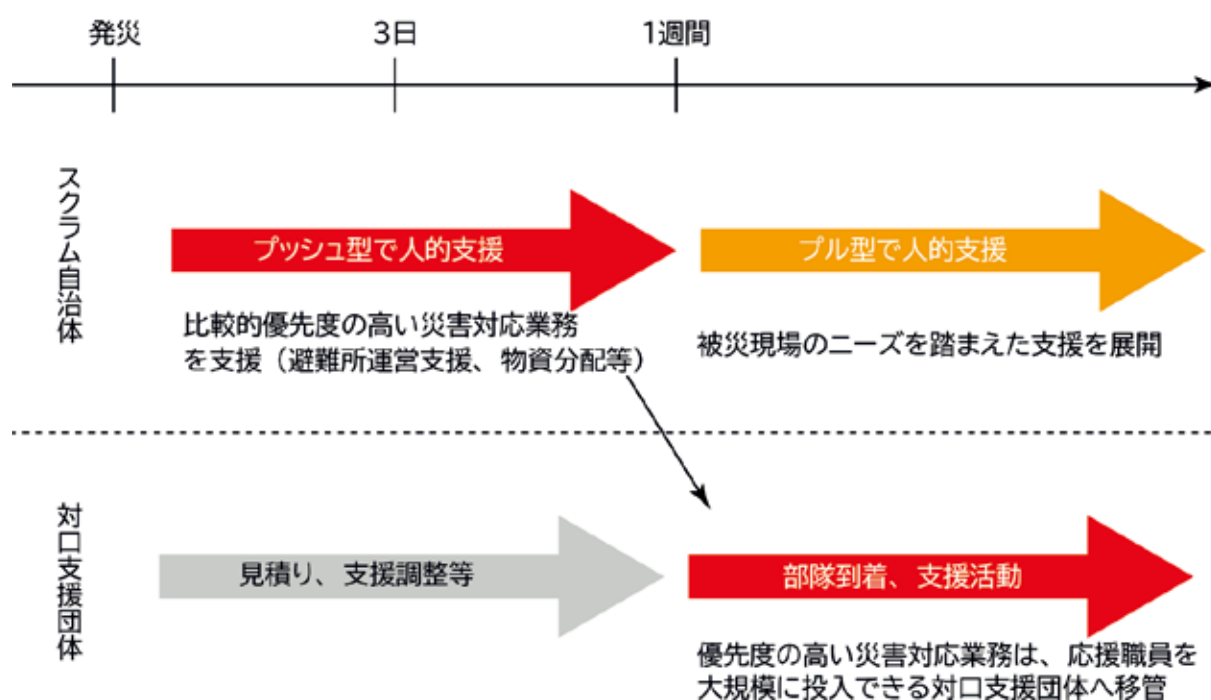 発災
3日
1週間
スクラム自治体
プッシュ型で人的支援
プル型で人的支援
比較的優先度の高い災害対応業務
を支援（避難所運営支援、物資分配等）
被災現場のニーズを踏まえた支援を展開
対口支援団体
見積り、支援調整等
部隊到着、支援活動
優先度の高い災害対応業務は、応援職員を
大規模に投入できる対口支援団体へ移管